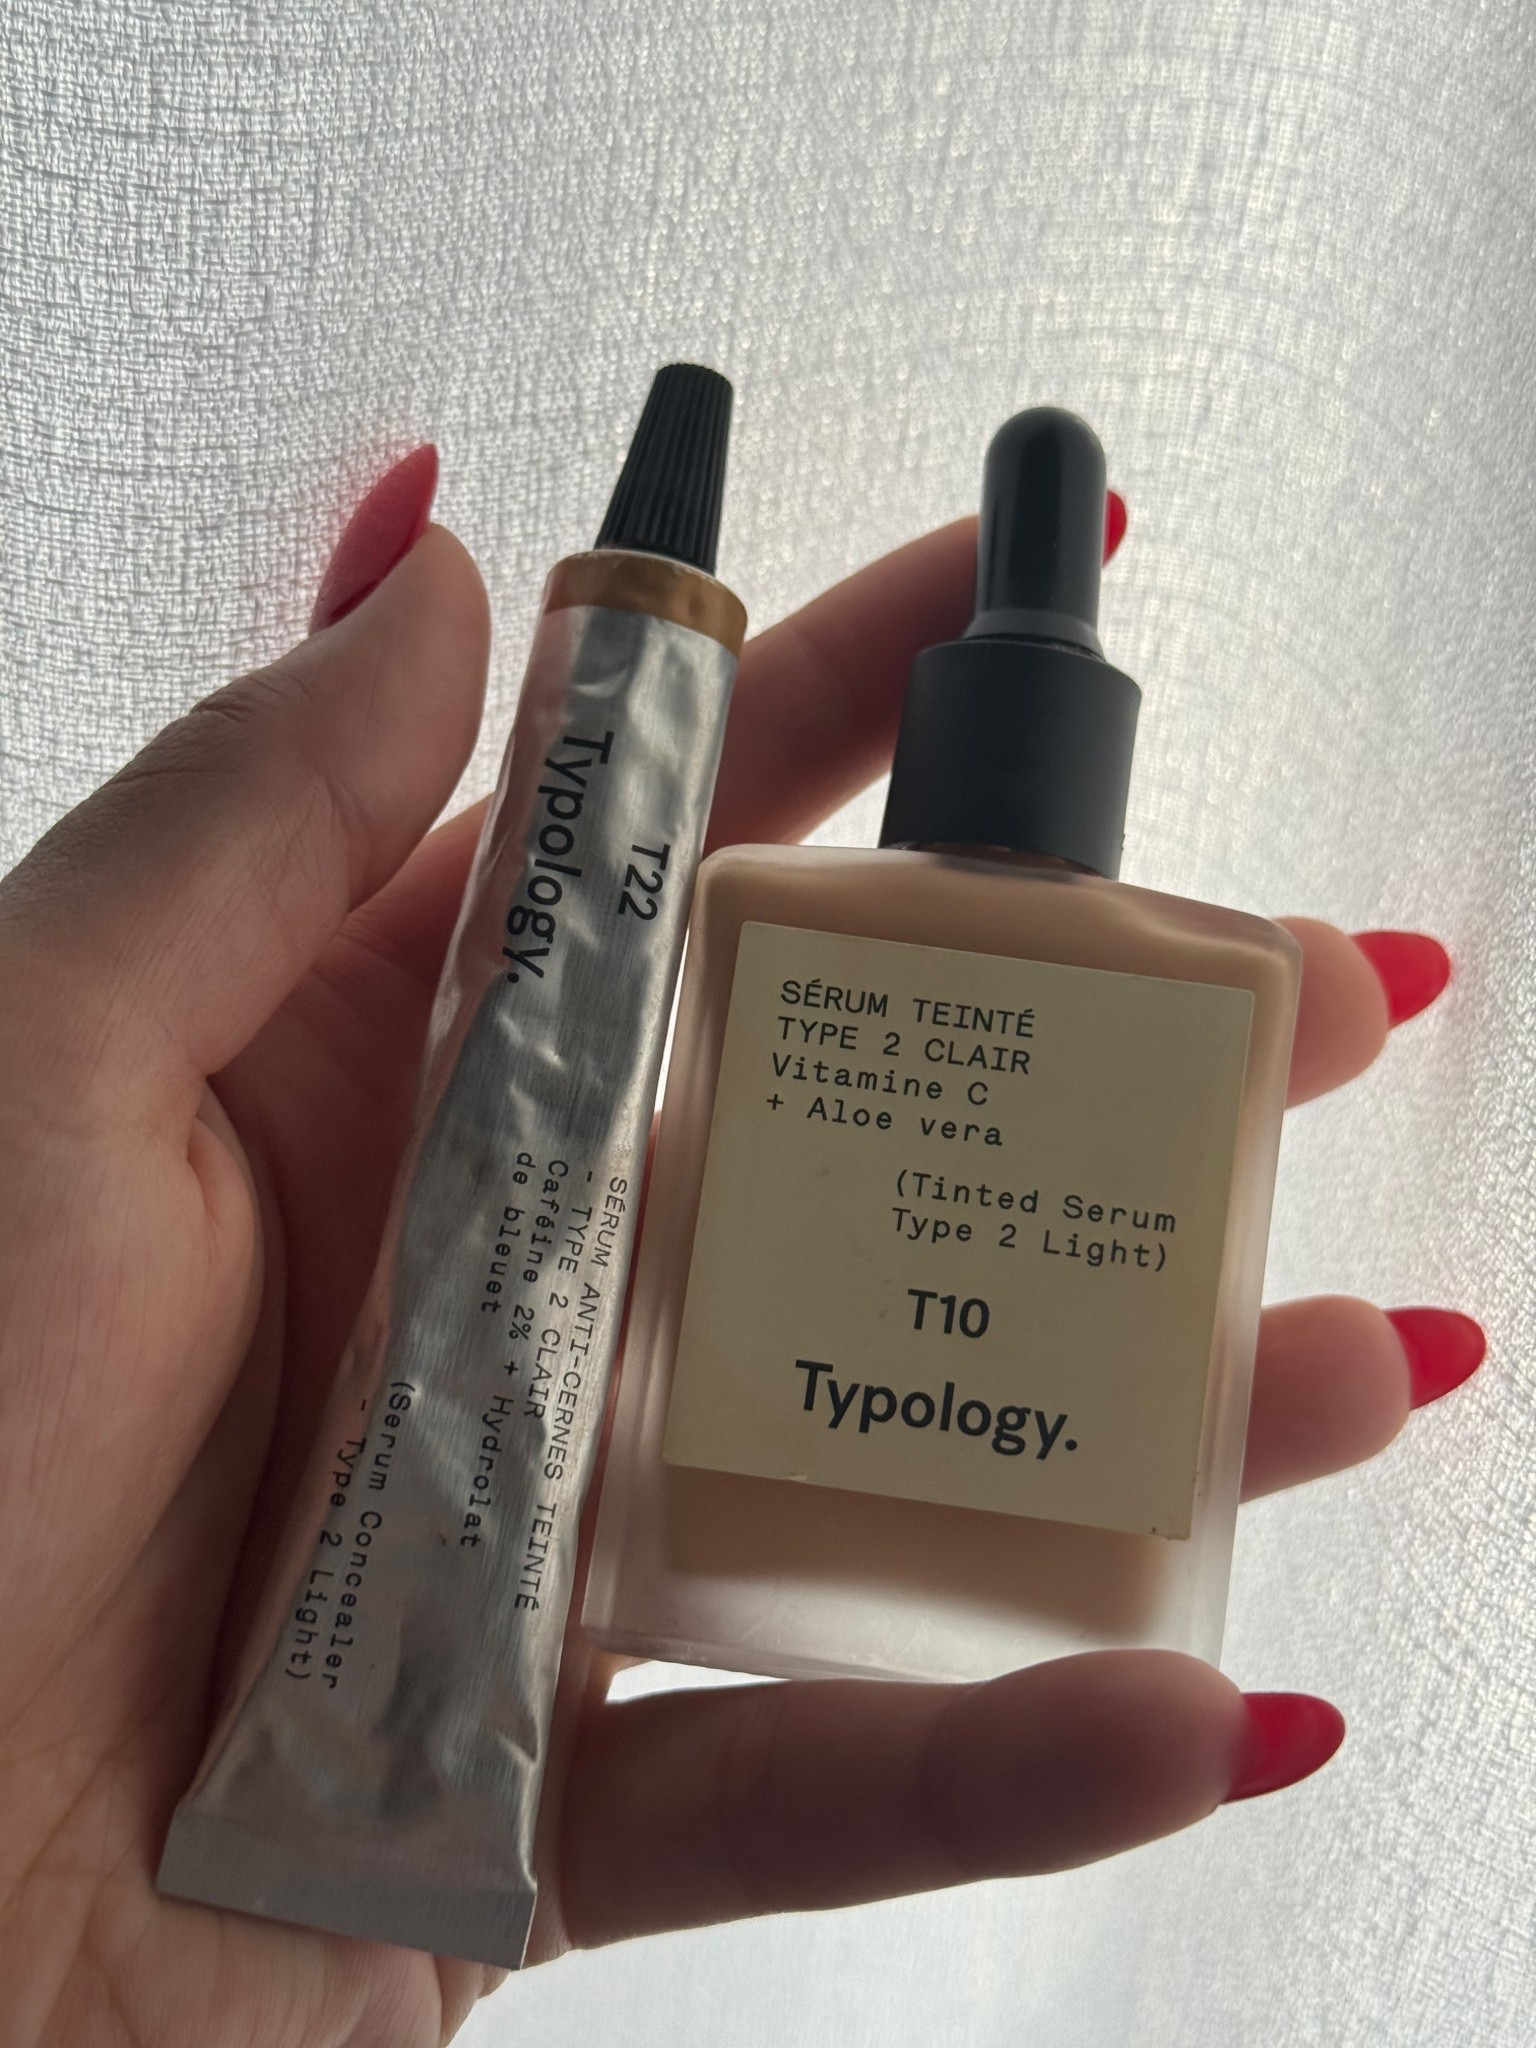 Typology.
T22
SÉRUM ANTI-CERNES TEINTÉ
- TYPE 2 CLAIR
Caféine 2% + Hydrolat
de bleuet
(Serum Concealer
- Type 2 Light)
SÉRUM TEINTÉ
TYPE 2 CLAIR
Vitamine C
+ Aloe vera
(Tinted Serum
Type 2 Light)
T10
Typology.